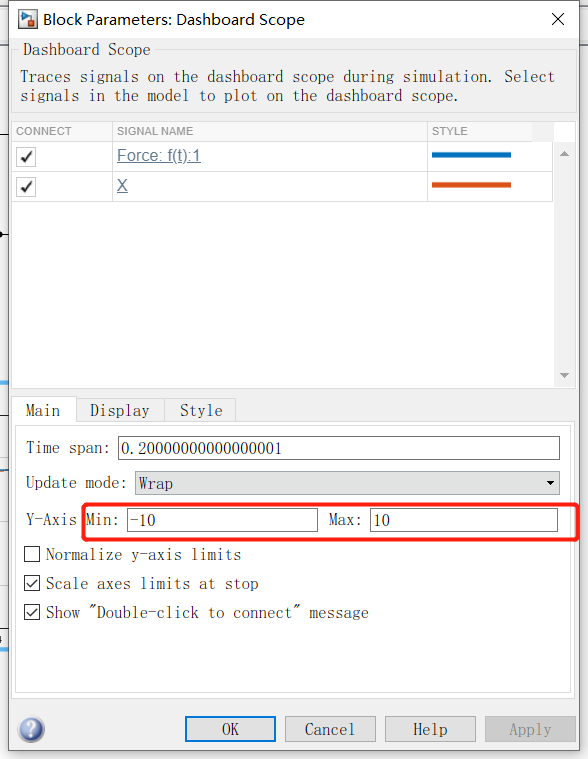 Block Parameters: Dashboard Scope
Dashboard Scope
Traces signals on the dashboard scope during simulation. Select
signals in the model to plot on the dashboard scope.
CONNECT SIGNAL NAME STYLE
Force: f(t):1
X
Main Display Style
Time span: 0.20000000000000001
Update mode: Wrap
Y-Axis Min: -10 Max: 10
Normalize y-axis limits
Scale axes limits at stop
Show "Double-click to connect" message
OK Cancel Help Apply